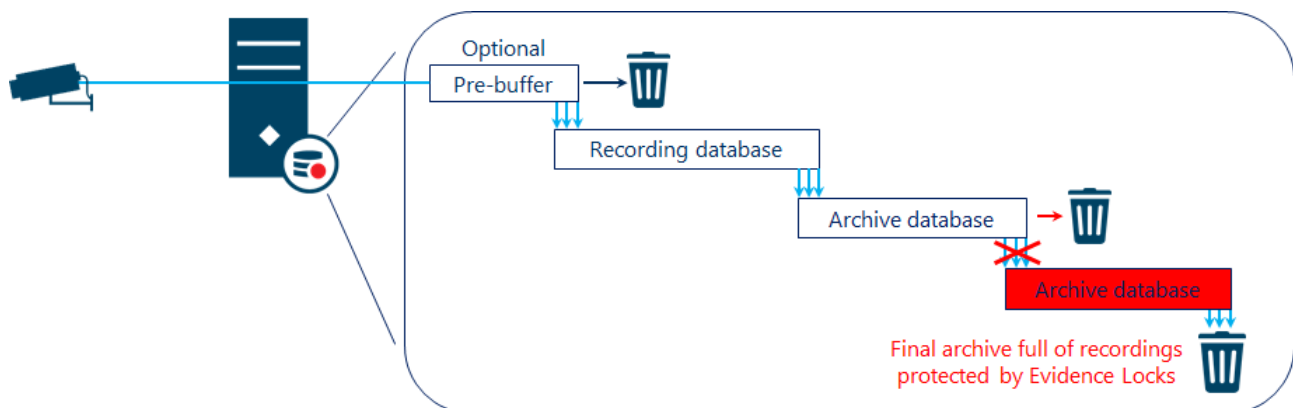 Optional
Pre-buffer
Recording database
Archive database
Archive database
Final archive full of recordings
protected by Evidence Locks